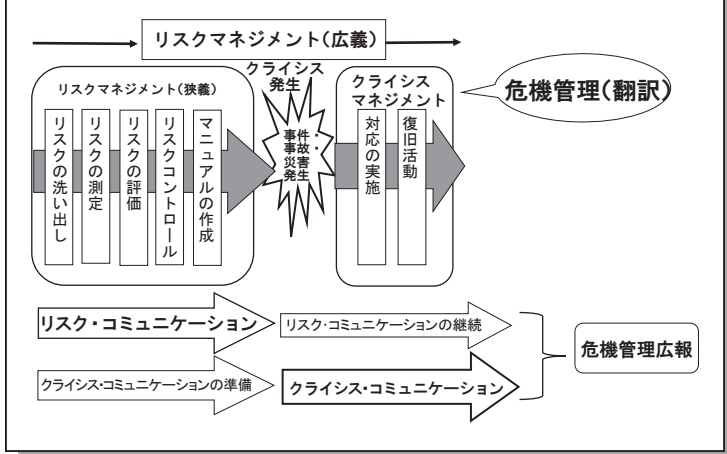 リスクマネジメント（広義）
リスクマネジメント（狭義）
リスクの洗い出し
リスクの測定
リスクの評価
リスクコントロール
マニュアルの作成
クライシス
発生
事件・
事故・
災害
発生
クライシス
マネジメント
対応の実施
復旧活動
危機管理（翻訳）
リスク・コミュニケーション
リスク・コミュニケーションの継続
クライシス・コミュニケーションの準備
クライシス・コミュニケーション
危機管理広報